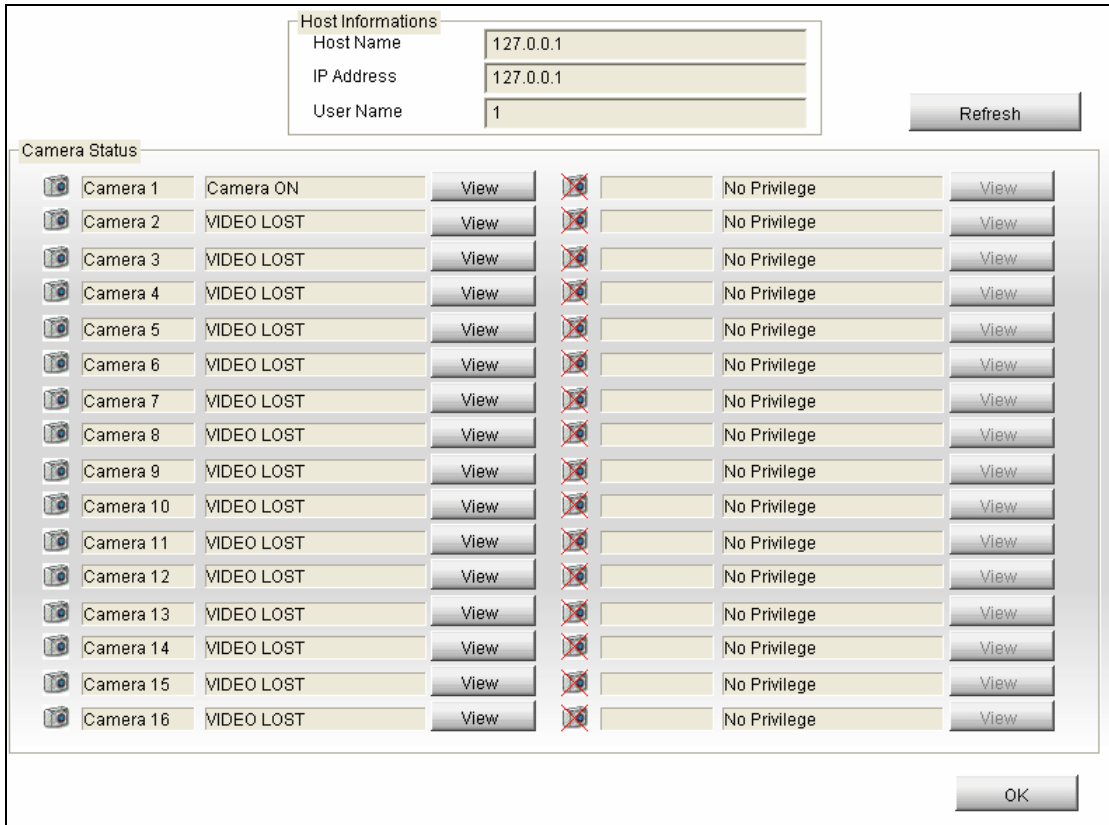 Host Informations
Host Name 127.0.0.1
IP Address 127.0.0.1
User Name 1
Refresh
Camera Status
Camera 1 Camera ON View No Privilege View
Camera 2 VIDEO LOST View No Privilege View
Camera 3 VIDEO LOST View No Privilege View
Camera 4 VIDEO LOST View No Privilege View
Camera 5 VIDEO LOST View No Privilege View
Camera 6 VIDEO LOST View No Privilege View
Camera 7 VIDEO LOST View No Privilege View
Camera 8 VIDEO LOST View No Privilege View
Camera 9 VIDEO LOST View No Privilege View
Camera 10 VIDEO LOST View No Privilege View
Camera 11 VIDEO LOST View No Privilege View
Camera 12 VIDEO LOST View No Privilege View
Camera 13 VIDEO LOST View No Privilege View
Camera 14 VIDEO LOST View No Privilege View
Camera 15 VIDEO LOST View No Privilege View
Camera 16 VIDEO LOST View No Privilege View
OK